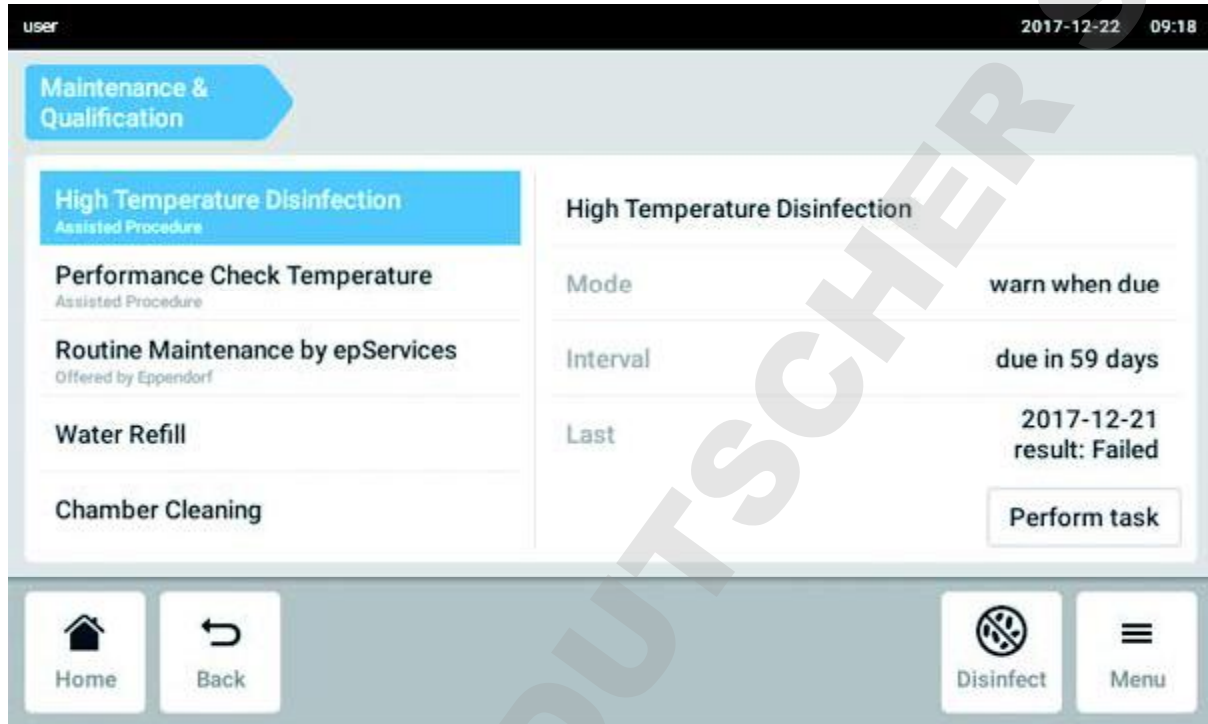 user 2017-12-22 09:18
Maintenance &
Qualification
High Temperature Disinfection
Assisted Procedure
Performance Check Temperature
Assisted Procedure
Routine Maintenance by epServices
Offered by Eppendorf
Water Refill
Chamber Cleaning
High Temperature Disinfection
Mode warn when due
Interval due in 59 days
Last 2017-12-21
result: Failed
Perform task
Home Back Disinfect Menu
DUTSCHER S